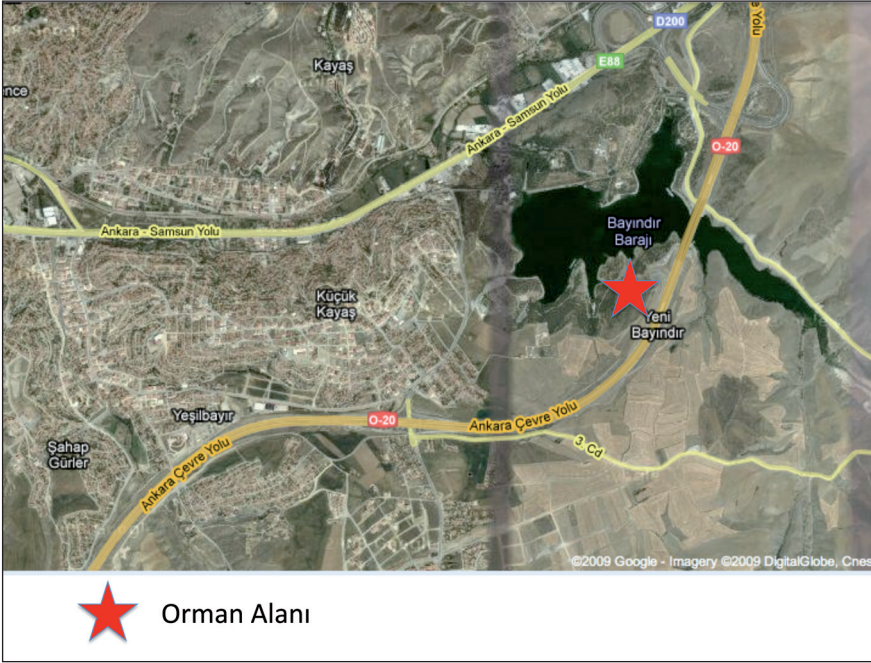 D200
e Yolu
E88
Kayaş
ence
Ankara - Samsun Yolu
O-20
Bayındır
Barajı
Ankara - Samsun Yolu
Küçük
Kayaş
Yeni
Bayındır
Yeşilbayır
O-20
Ankara Çevre Yolu
3. Cd
Şahap
Gürler
Ankara Çevre Yolu
©2009 Google - Imagery ©2009 DigitalGlobe, Cnes
Orman Alanı